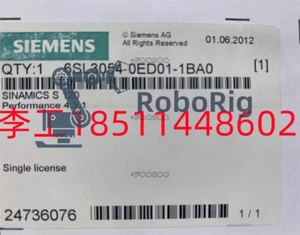 SIEMENS
© Siemens AG
All Rights Reserved
01.06.2012
QTY:1 6SL3054-0ED01-1BA0 [1]
SINAMICS S 120
Performance
RoboRig
李工18511448602
Single license
24736076
1 / 1